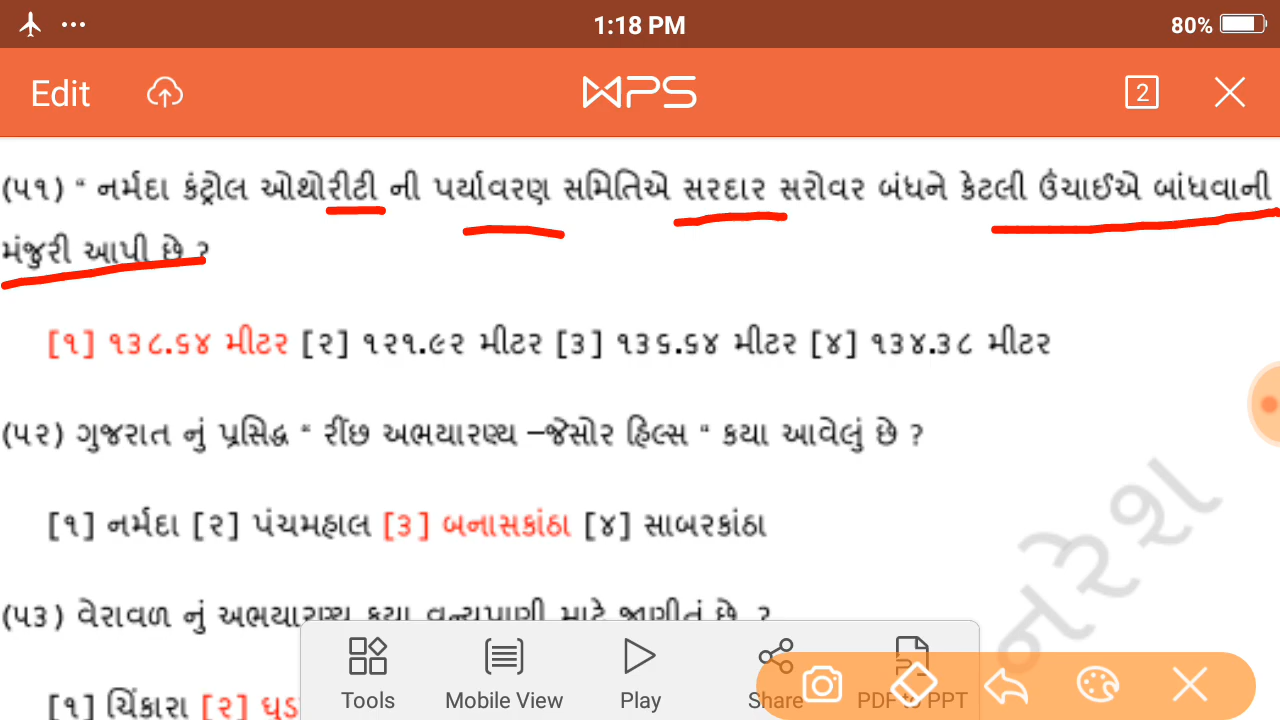 1:18 PM
80%
Edit
WPS
2
(૫૧) “ નર્મદા કંટ્રોલ ઓથોરીટી ની પર્યાવરણ સમિતિએ સરદાર સરોવર બંધને કેટલી ઉંચાઈએ બાંધવાની
મંજુરી આપી છે ?
[૧] ૧૩૮.૬૪ મીટર [૨] ૧૨૧.૯૨ મીટર [૩] ૧૩૬.૬૪ મીટર [૪] ૧૩૪.૩૮ મીટર
(૫૨) ગુજરાત નું પ્રસિદ્ધ “ રીંછ અભયારણ્ય –જેસોર હિલ્સ “ કયા આવેલું છે ?
[૧] નર્મદા [૨] પંચમહાલ [૩] બનાસકાંઠા [૪] સાબરકાંઠા
(૫૩) વેરાવળ નું અભયારણ્ય કયા વન્યપ્રાણી માટે જાણીતું છે. ?
[૧] ચિંકારા [૨]
નરેશ
Tools Mobile View Play Share PDF to PPT